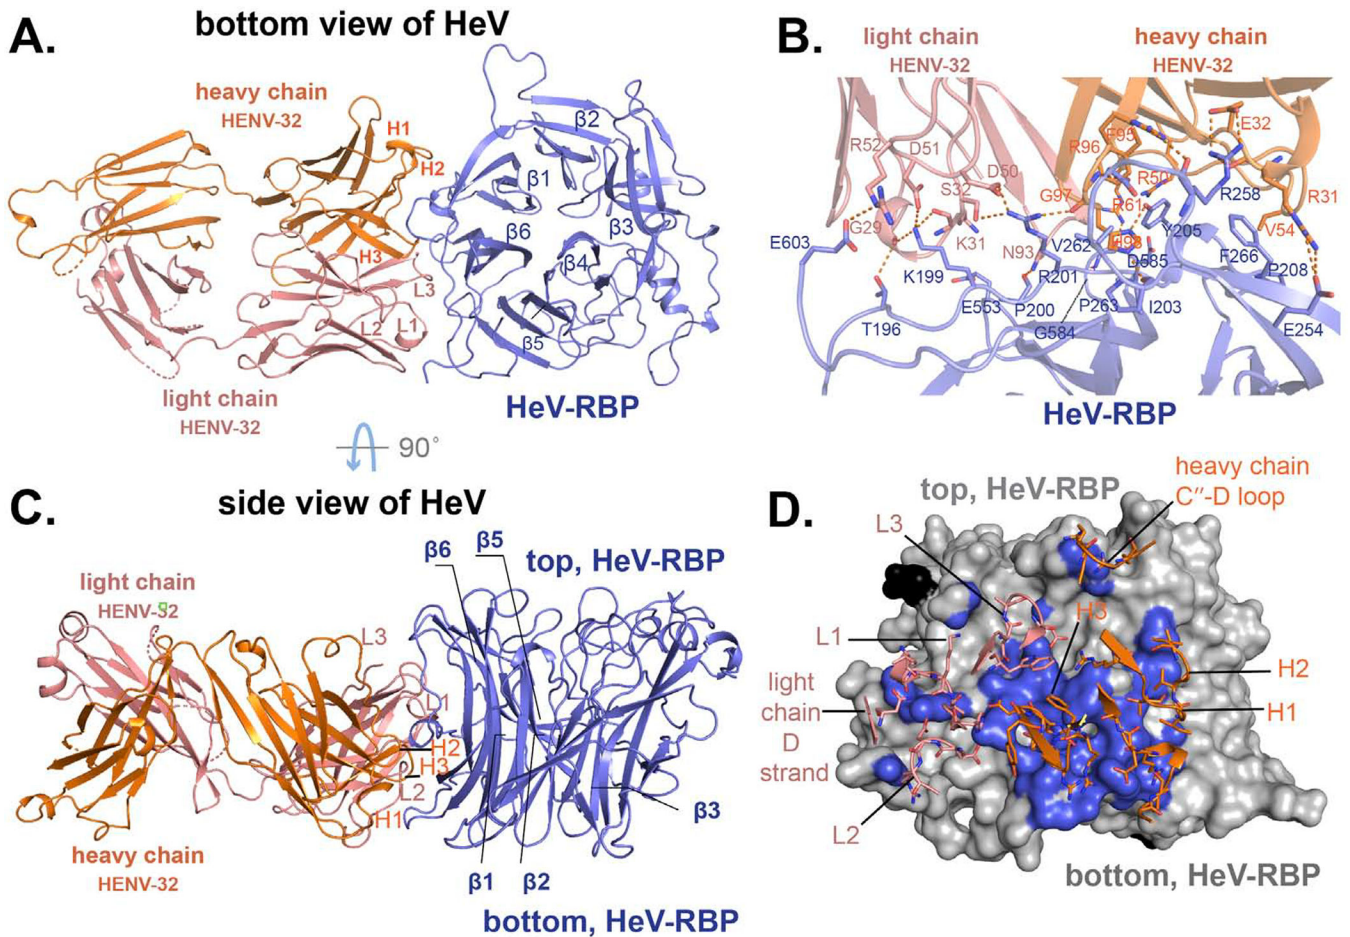 A.
bottom view of HeV
heavy chain
HENV-32
H1
H2
H3
L3
L2
L1
β2
β1
β3
β6
β4
β5
light chain
HENV-32
HeV-RBP
90°
B.
light chain
HENV-32
heavy chain
HENV-32
R52
D51
D50
S32
G29
K31
N93
G97
R96
F95
R50
R61
H98
E32
R31
V54
E603
K199
T196
E553
P200
R201
V262
G584
P263
D585
I203
Y205
R258
F266
P208
E254
HeV-RBP
C.
side view of HeV
light chain
HENV-32
L3
L1
H2
H3
L2
H1
heavy chain
HENV-32
β6
β5
top, HeV-RBP
β3
β1
β2
bottom, HeV-RBP
D.
top, HeV-RBP
heavy chain
C''-D loop
L3
H3
L1
light
chain
D
strand
L2
H2
H1
bottom, HeV-RBP